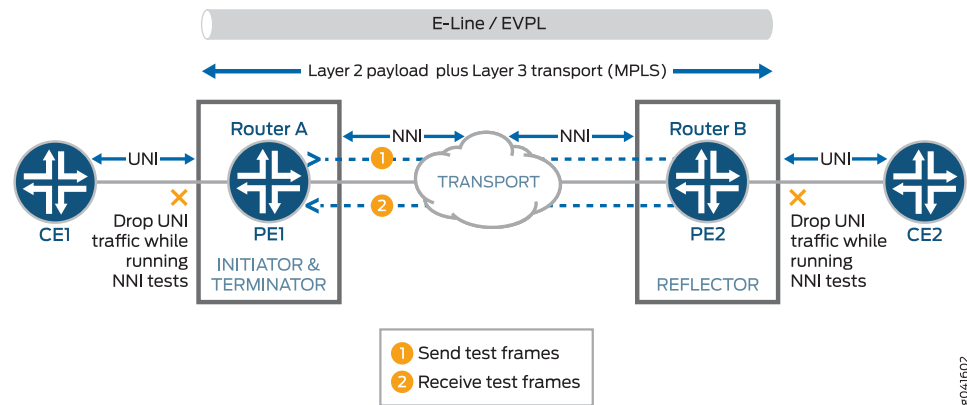 E-Line / EVPL
Layer 2 payload plus Layer 3 transport (MPLS)
Router A
NNI
NNI
Router B
UNI
UNI
1
TRANSPORT
2
CE1
PE1
PE2
CE2
Drop UNI
traffic while
running
NNI tests
INITIATOR &
TERMINATOR
REFLECTOR
Drop UNI
traffic while
running
NNI tests
1 Send test frames
2 Receive test frames
g041602